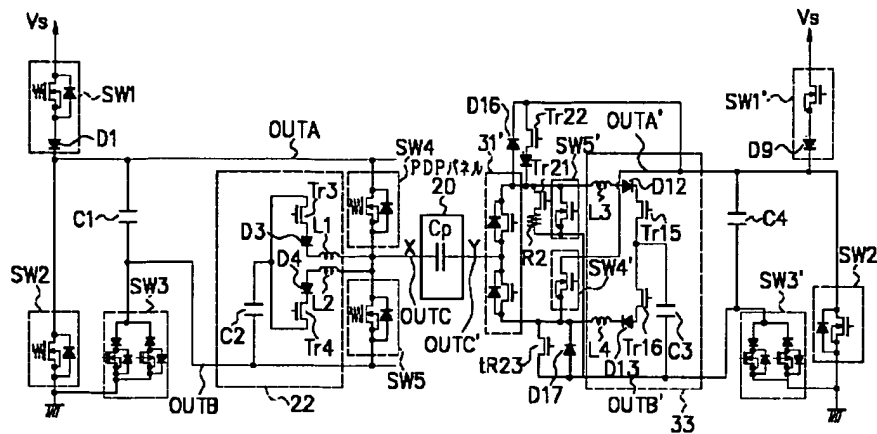 Vs
Vs
SW1
D1
OUTA
SW4
PDPパネル
20
Cp
D16
Tr22
OUTA'
SW1'
31'
SW5'
Tr21
D9
C1
Tr3
L1
D3
D4
L2
X
Y
R2
L3
D12
Tr15
C4
SW2
SW3
C2
Tr4
OUTC
SW4'
SW3'
SW2
OUTC'
L4
Tr16
C3
tR23
D17
D13
SW5
OUTB
22
OUTB'
33